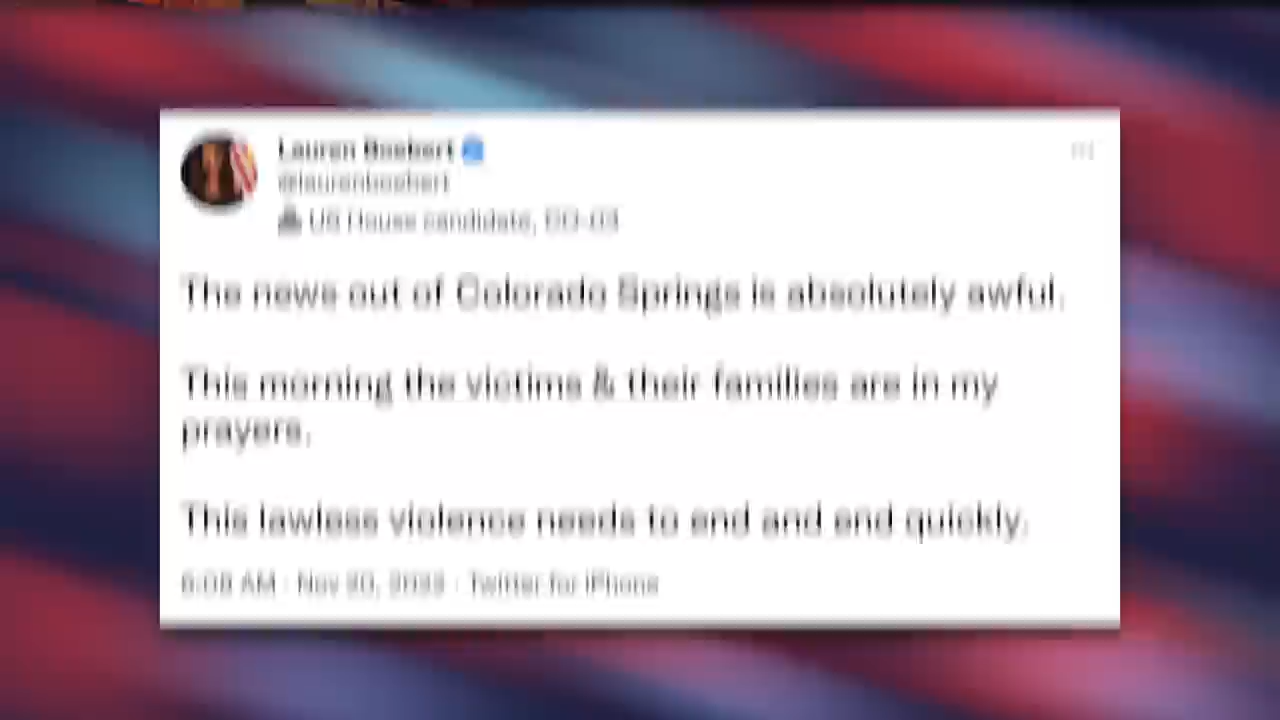 Lauren Boebert
@laurenboebert
US House candidate, CO-03
The news out of Colorado Springs is absolutely awful.
This morning the victims & their families are in my
prayers.
This lawless violence needs to end and end quickly.
6:08 AM · Nov 20, 2022 · Twitter for iPhone